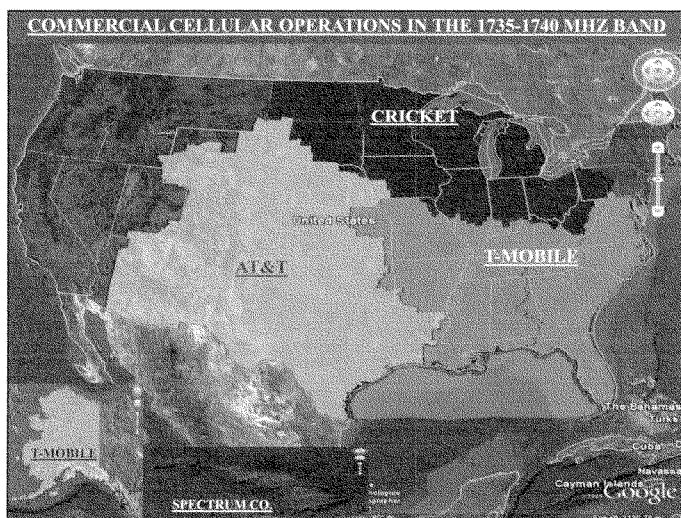 COMMERCIAL CELLULAR OPERATIONS IN THE 1735-1740 MHZ BAND
CRICKET
United States
T-MOBILE
AT&T
The Bahamas
Turks
T-MOBILE
Cuba
Navassa
Cayman Islands
Google
SPECTRUM CO.